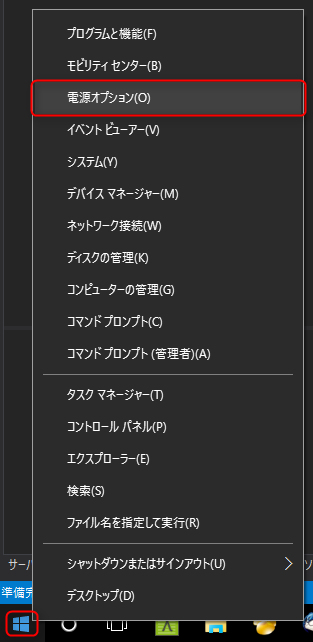 プログラムと機能(F)
モビリティ センター(B)
電源オプション(O)
イベント ビューアー(V)
システム(Y)
デバイス マネージャー(M)
ネットワーク接続(W)
ディスクの管理(K)
コンピューターの管理(G)
コマンド プロンプト(C)
コマンド プロンプト (管理者)(A)
タスク マネージャー(T)
コントロール パネル(P)
エクスプローラー(E)
検索(S)
ファイル名を指定して実行(R)
サーバ
シャットダウンまたはサインアウト(U)
ソ
準備完
デスクトップ(D)